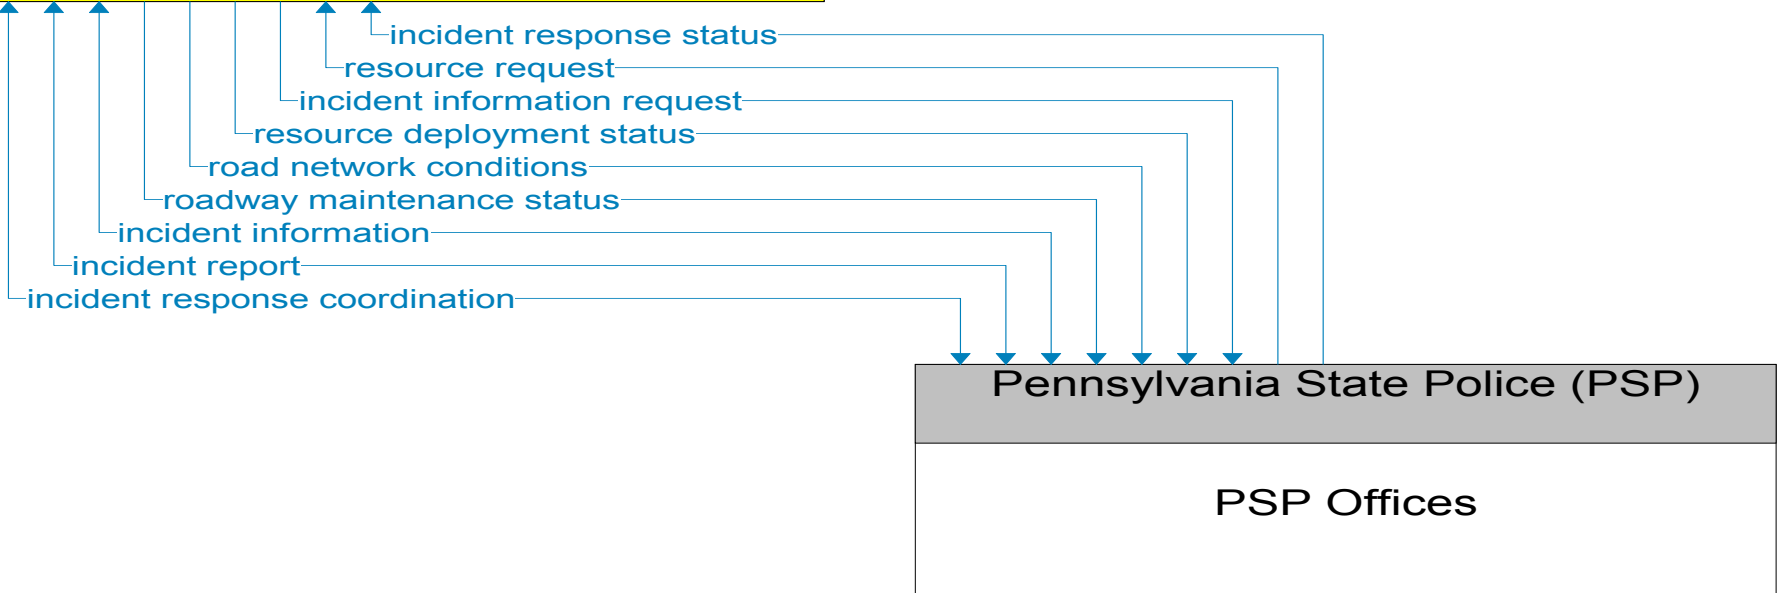 incident response status
resource request
incident information request
resource deployment status
road network conditions
roadway maintenance status
incident information
incident report
incident response coordination
Pennsylvania State Police (PSP)
PSP Offices